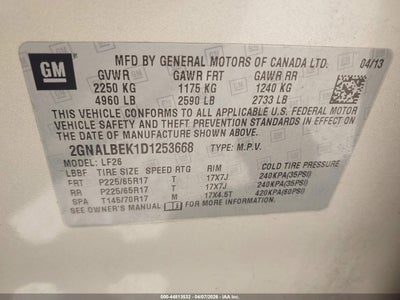 GM
MFD BY GENERAL MOTORS OF CANADA LTD. 04/13
GVWR GAWR FRT GAWR RR
2250 KG 1175 KG 1240 KG
4960 LB 2590 LB 2733 LB
THIS VEHICLE CONFORMS TO ALL APPLICABLE U.S. FEDERAL MOTOR
VEHICLE SAFETY AND THEFT PREVENTION STANDARDS IN EFFECT ON THE
DATE OF MANUFACTURE SHOWN ABOVE.
2GNALBEK1D1253668 TYPE: M.P.V.
MODEL: LF26
LBBF TIRE SIZE SPEED RTG RIM COLD TIRE PRESSURE
FRT P225/65R17 T 17X7J 240KPA(35PSI)
RR P225/65R17 T 17X7J 240KPA(35PSI)
SPA T145/70R17 M 17X4.5T 420KPA(60PSI)
SEE OWNER'S MANUAL FOR ADDITIONAL INFORMATION.
500-44813532 - 04/07/2026 - © IAA, LLC